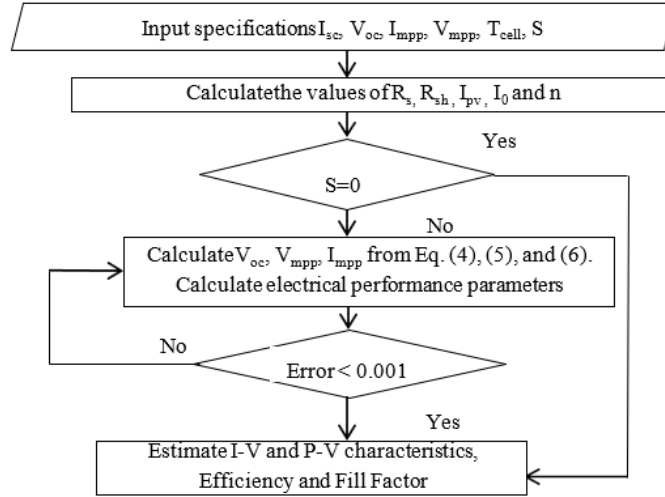 Input specifications I_sc, V_oc, I_mpp, V_mpp, T_cell, S
Calculatethe values of R_s, R_sh, I_pv, I_0 and n
Yes
S=0
No
Calculate V_oc, V_mpp, I_mpp from Eq. (4), (5), and (6).
Calculate electrical performance parameters
No
Error < 0.001
Yes
Estimate I-V and P-V characteristics,
Efficiency and Fill Factor